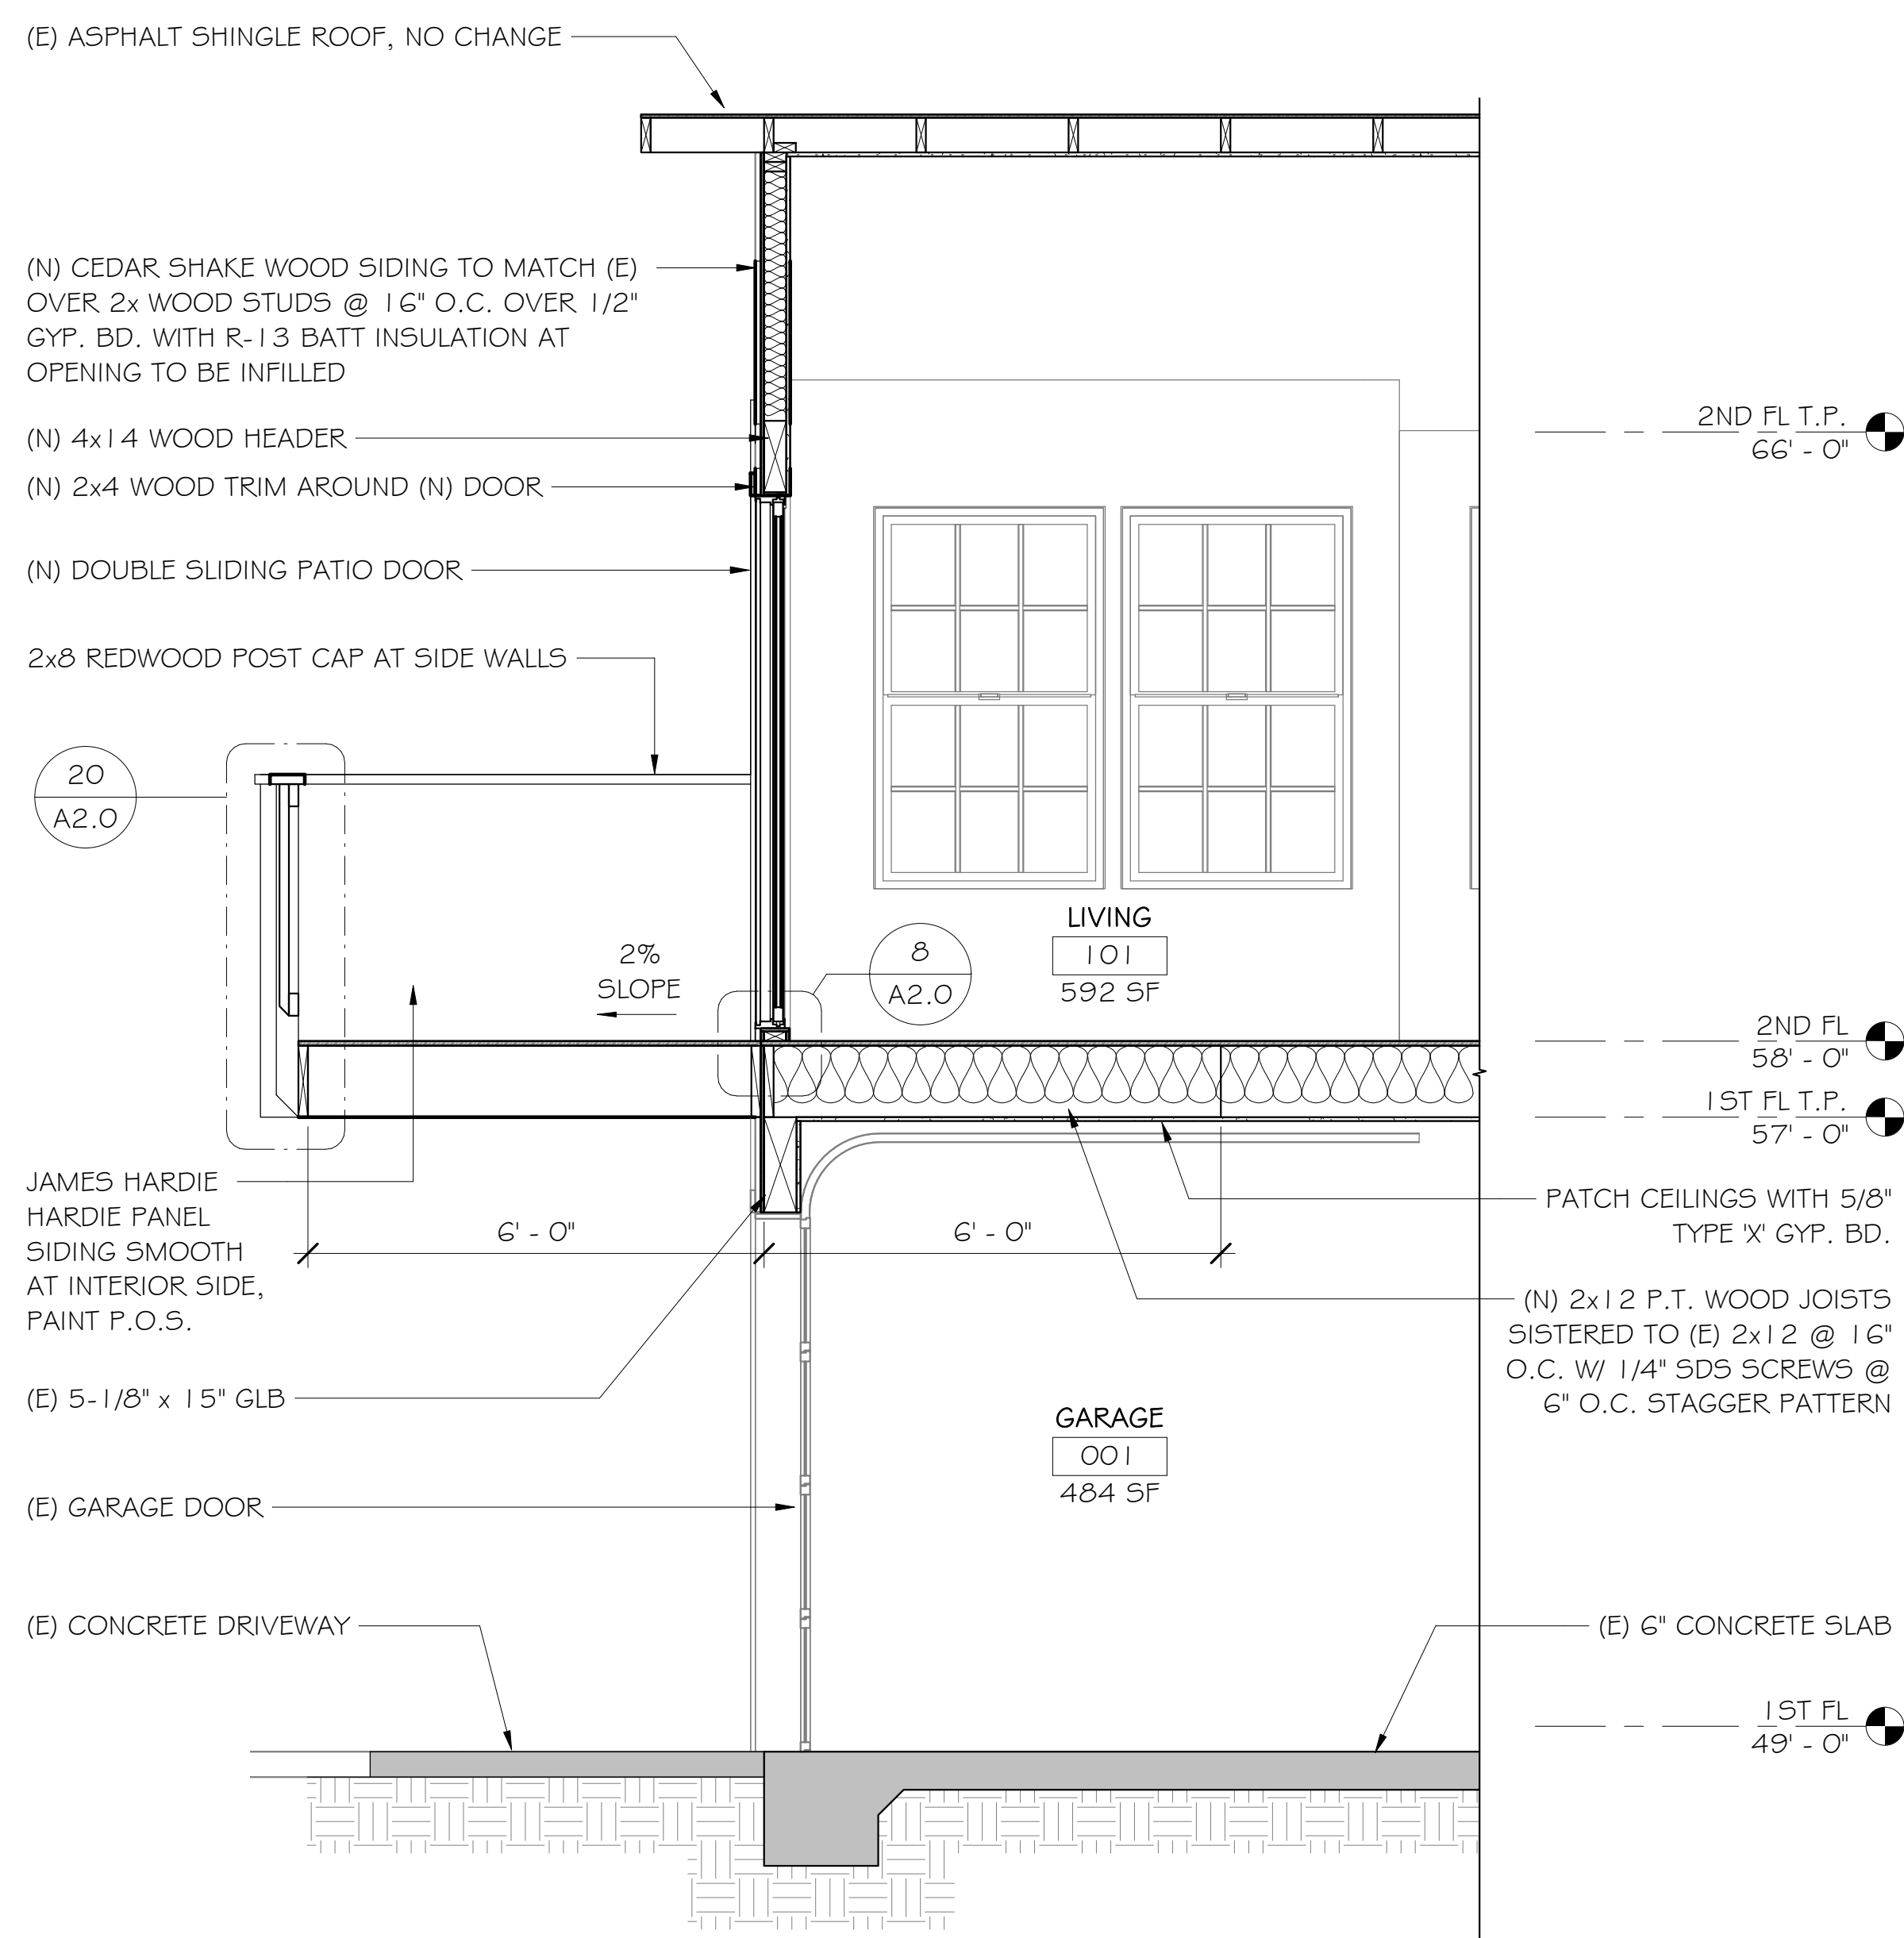 (E) ASPHALT SHINGLE ROOF, NO CHANGE
(N) CEDAR SHAKE WOOD SIDING TO MATCH (E)
OVER 2x WOOD STUDS @ 16" O.C. OVER 1/2"
GYP. BD. WITH R-13 BATT INSULATION AT
OPENING TO BE INFILLED
(N) 4x14 WOOD HEADER
(N) 2x4 WOOD TRIM AROUND (N) DOOR
(N) DOUBLE SLIDING PATIO DOOR
2x8 REDWOOD POST CAP AT SIDE WALLS
20
A2.0
2%
SLOPE
8
A2.0
LIVING
101
592 SF
2ND FL T.P.
66' - 0"
2ND FL
58' - 0"
1ST FL T.P.
57' - 0"
JAMES HARDIE
HARDIE PANEL
SIDING SMOOTH
AT INTERIOR SIDE,
PAINT P.O.S.
6' - 0"
6' - 0"
PATCH CEILINGS WITH 5/8"
TYPE 'X' GYP. BD.
(N) 2x12 P.T. WOOD JOISTS
SISTERED TO (E) 2x12 @ 16"
O.C. W/ 1/4" SDS SCREWS @
6" O.C. STAGGER PATTERN
(E) 5-1/8" x 15" GLB
GARAGE
001
484 SF
(E) GARAGE DOOR
(E) CONCRETE DRIVEWAY
(E) 6" CONCRETE SLAB
1ST FL
49' - 0"